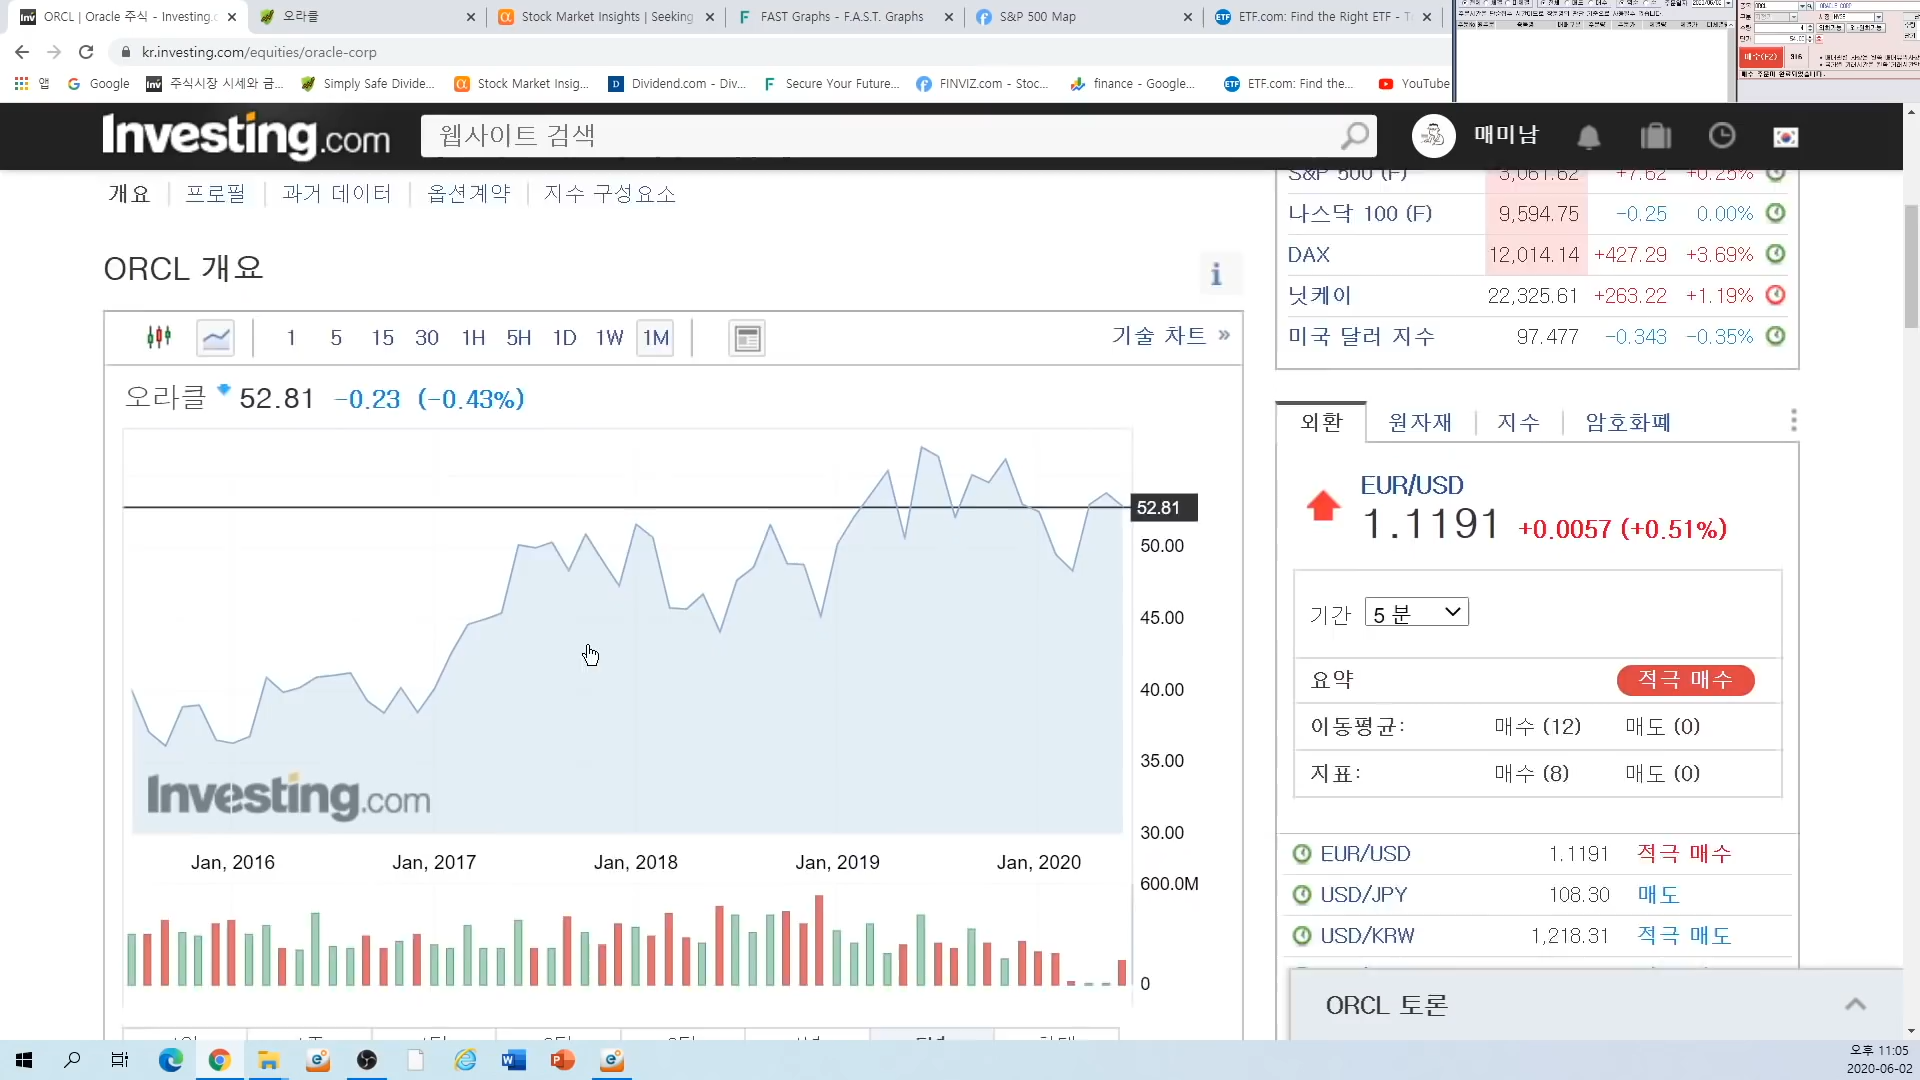 ORCL | Oracle 주식 - Investing.c
오라클
Stock Market Insights | Seeking
FAST Graphs - F.A.S.T. Graphs
S&P 500 Map
ETF.com: Find the Right ETF - T
kr.investing.com/equities/oracle-corp
앱
Google
주식시장 시세와 금...
Simply Safe Divide...
Stock Market Insig...
Dividend.com - Div...
Secure Your Future...
FINVIZ.com - Stoc...
finance - Google...
ETF.com: Find the...
YouTube
Investing.com
웹사이트 검색
매미남
개요
프로필
과거 데이터
옵션계약
지수 구성요소
S&P 500 (F) 3,061.62 +7.62 +0.25%
나스닥 100 (F) 9,594.75 -0.25 0.00%
DAX 12,014.14 +427.29 +3.69%
닛케이 22,325.61 +263.22 +1.19%
미국 달러 지수 97.477 -0.343 -0.35%
ORCL 개요
1 5 15 30 1H 5H 1D 1W 1M
기술 차트 »
오라클 52.81 -0.23 (-0.43%)
52.81
50.00
45.00
40.00
35.00
30.00
Investing.com
Jan, 2016 Jan, 2017 Jan, 2018 Jan, 2019 Jan, 2020
600.0M
0
외환
원자재
지수
암호화폐
EUR/USD
1.1191 +0.0057 (+0.51%)
기간 5 분
요약 적극 매수
이동평균: 매수 (12) 매도 (0)
지표: 매수 (8) 매도 (0)
EUR/USD 1.1191 적극 매수
USD/JPY 108.30 매도
USD/KRW 1,218.31 적극 매도
ORCL 토론
오후 11:05
2020-06-02